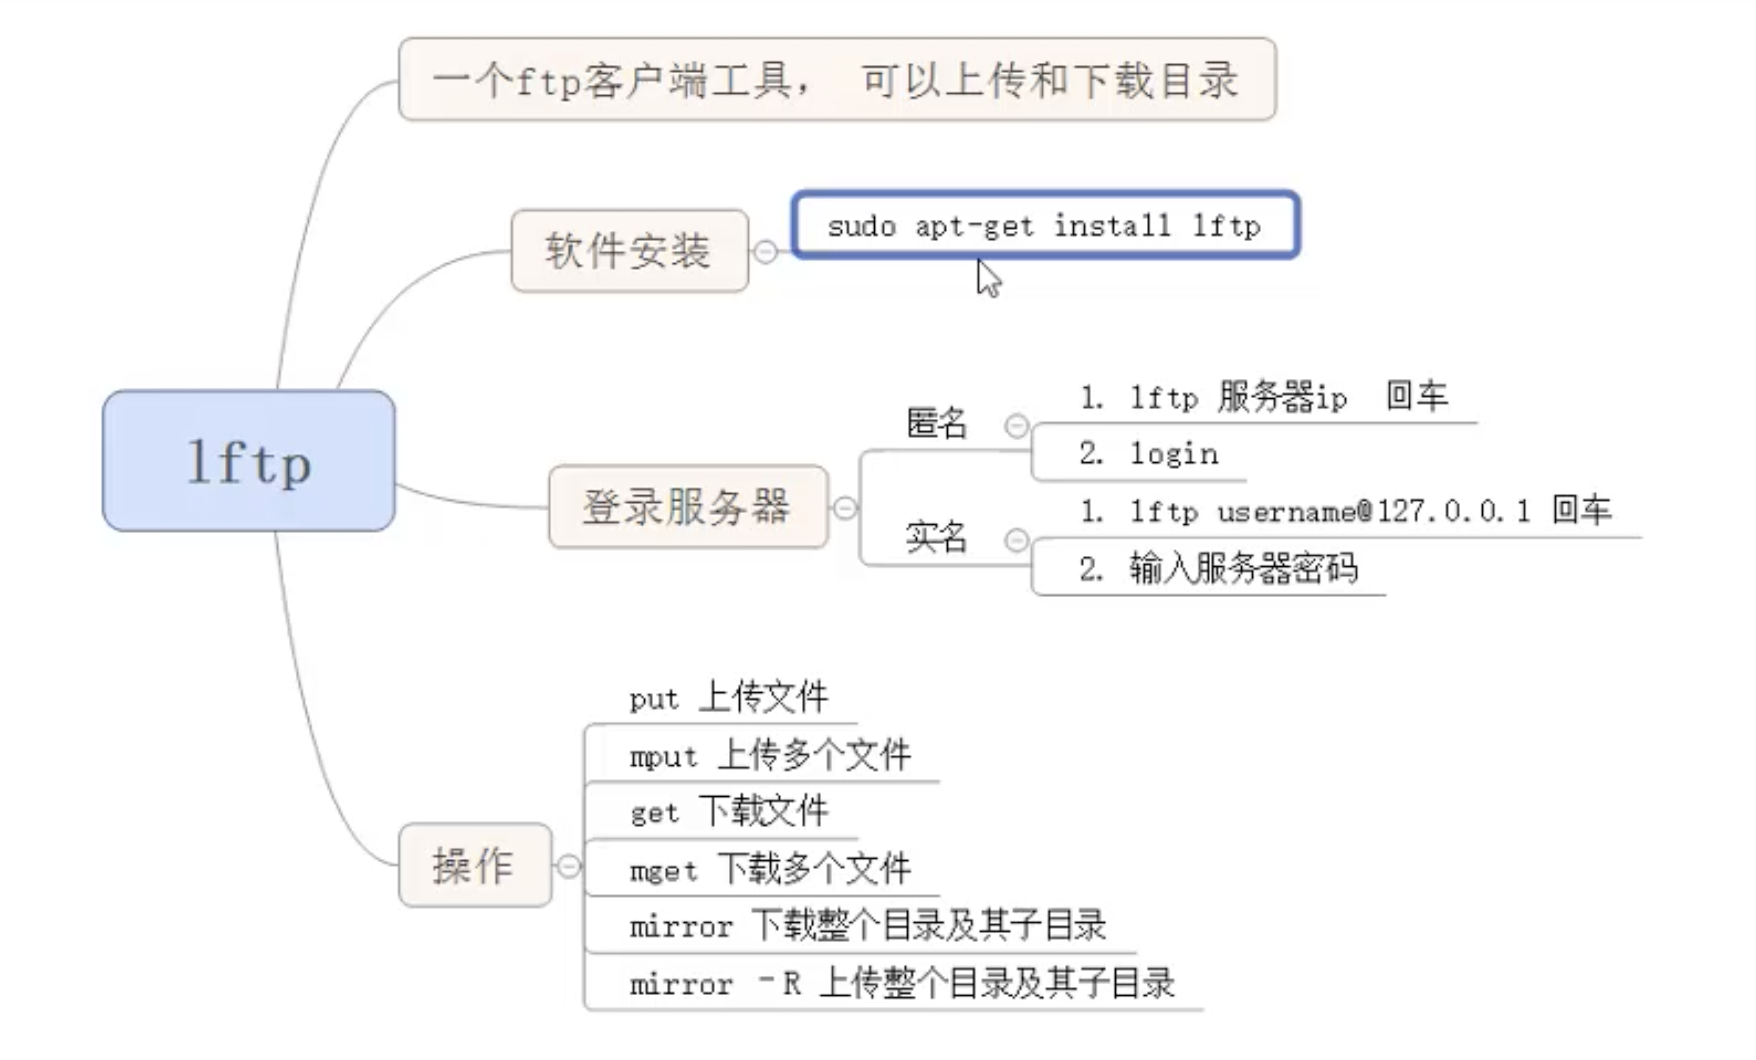 一个ftp客户端工具， 可以上传和下载目录
软件安装
sudo apt-get install lftp
lftp
登录服务器
匿名
1. lftp 服务器ip 回车
2. login
实名
1. lftp username@127.0.0.1 回车
2. 输入服务器密码
操作
put 上传文件
mput 上传多个文件
get 下载文件
mget 下载多个文件
mirror 下载整个目录及其子目录
mirror -R 上传整个目录及其子目录